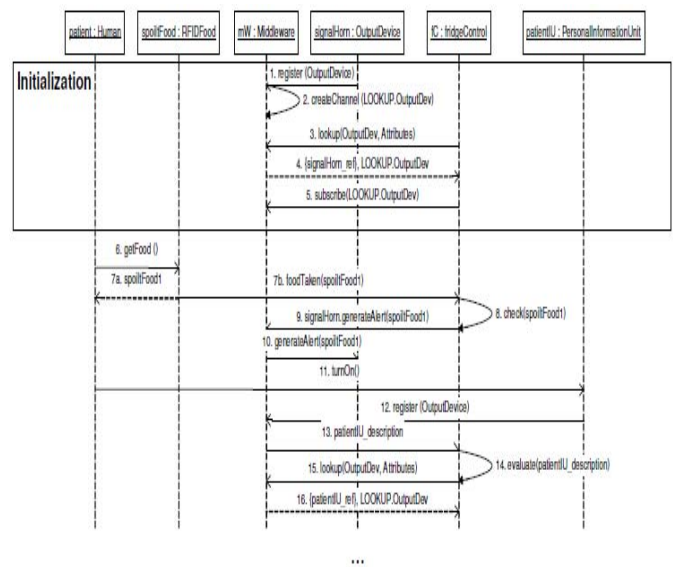 patient : Human
spoiltFood : RFIDFood
mW : Middleware
signalHorn : OutputDevice
fC : fridgeControl
patientIU : PersonalInformationUnit
Initialization
1. register (OutputDevice)
2. createChannel (LOOKUP.OutputDev)
3. lookup(OutputDev, Attributes)
4. {signalHorn_ref}, LOOKUP.OutputDev
5. subscribe(LOOKUP.OutputDev)
6. getFood ()
7a. spoiltFood1
7b. foodTaken(spoiltFood1)
8. check(spoiltFood1)
9. signalHorn.generateAlert(spoiltFood1)
10. generateAlert(spoiltFood1)
11. turnOn()
12. register (OutputDevice)
13. patientIU_description
14. evaluate(patientIU_description)
15. lookup(OutputDev, Attributes)
16. {patientIU_ref}, LOOKUP.OutputDev
...